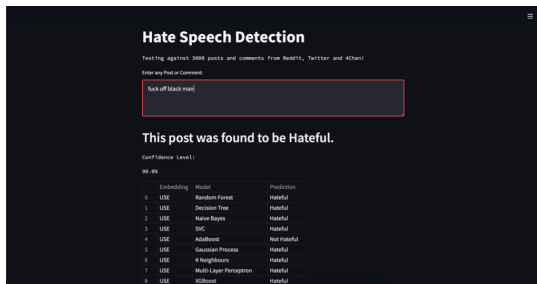 Hate Speech Detection
Testing against 3000 posts and comments from Reddit, Twitter and 4Chan!
Enter any Post or Comment:
fuck off black man
This post was found to be Hateful.
Confidence Level:
90.0%
Embedding Model Prediction
0 USE Random Forest Hateful
1 USE Decision Tree Hateful
2 USE Naive Bayes Hateful
3 USE SVC Hateful
4 USE AdaBoost Not Hateful
5 USE Gaussian Process Hateful
6 USE K Neighbours Hateful
7 USE Multi-Layer Perceptron Hateful
8 USE XGBoost Hateful